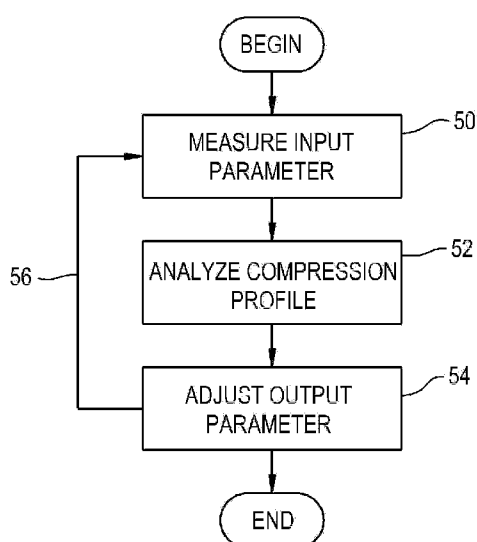 BEGIN
50
MEASURE INPUT
PARAMETER
52
ANALYZE COMPRESSION
PROFILE
56
54
ADJUST OUTPUT
PARAMETER
END